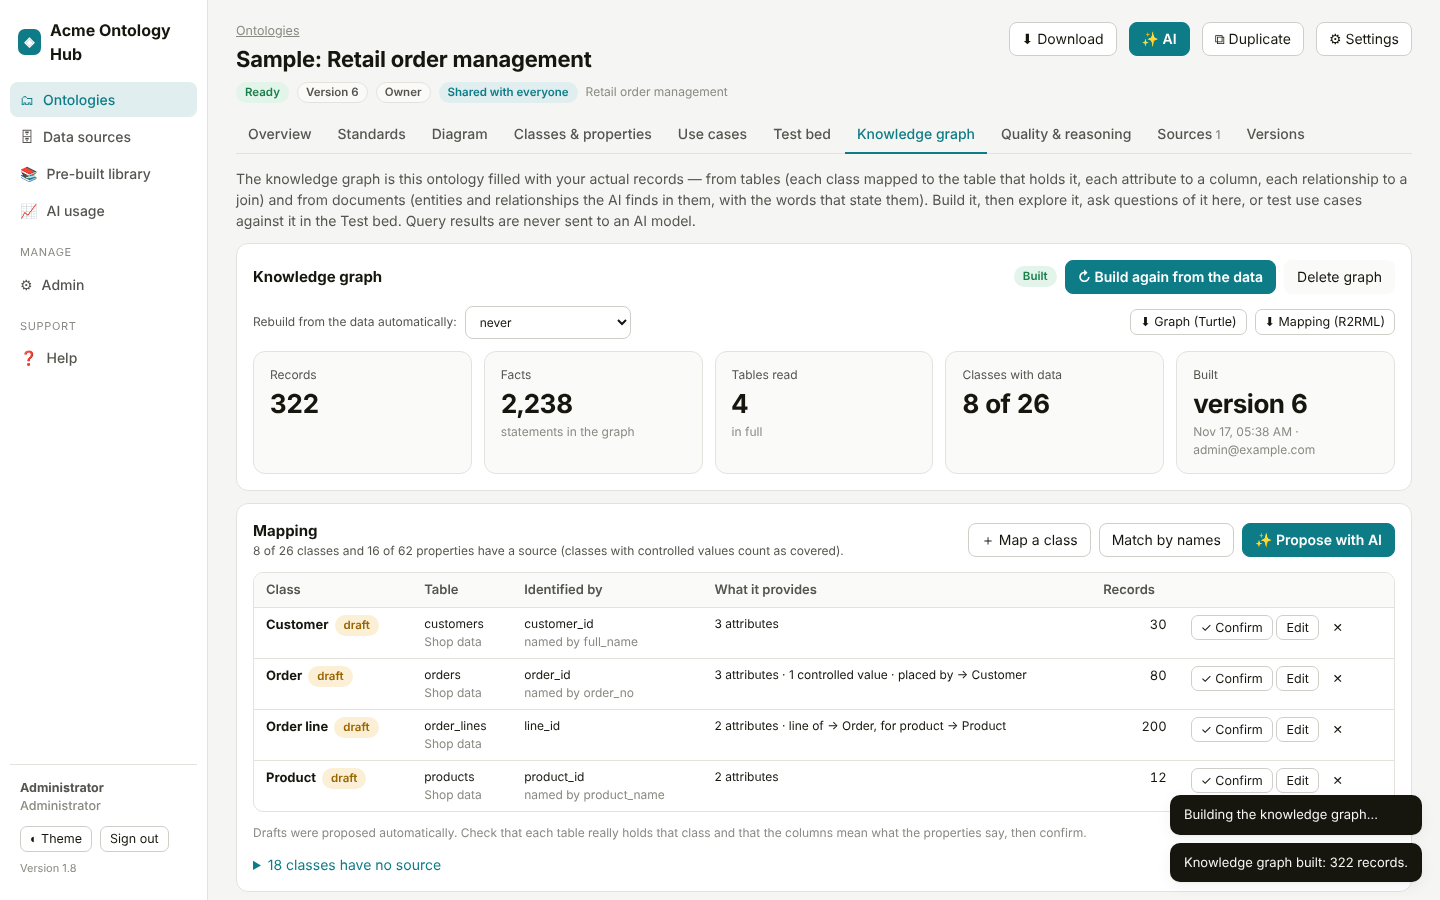 Acme Ontology
Hub
Ontologies
Data sources
Pre-built library
AI usage
MANAGE
Admin
SUPPORT
Help
Administrator
Administrator
Theme
Sign out
Version 1.8
Ontologies
Sample: Retail order management
⬇ Download
✨ AI
⧉ Duplicate
⚙ Settings
Ready
Version 6
Owner
Shared with everyone
Retail order management
Overview
Standards
Diagram
Classes & properties
Use cases
Test bed
Knowledge graph
Quality & reasoning
Sources 1
Versions
The knowledge graph is this ontology filled with your actual records — from tables (each class mapped to the table that holds it, each attribute to a column, each relationship to a
join) and from documents (entities and relationships the AI finds in them, with the words that state them). Build it, then explore it, ask questions of it here, or test use cases
against it in the Test bed. Query results are never sent to an AI model.
Knowledge graph
Built
↻ Build again from the data
Delete graph
Rebuild from the data automatically:
never
⬇ Graph (Turtle)
⬇ Mapping (R2RML)
Records
322
Facts
2,238
statements in the graph
Tables read
4
in full
Classes with data
8 of 26
Built
version 6
Nov 17, 05:38 AM ·
admin@example.com
Mapping
8 of 26 classes and 16 of 62 properties have a source (classes with controlled values count as covered).
+ Map a class
Match by names
✨ Propose with AI
Class Table Identified by What it provides Records
Customer draft customers customer_id 3 attributes 30 ✓ Confirm Edit ✕
Shop data named by full_name
Order draft orders order_id 3 attributes · 1 controlled value · placed by → Customer 80 ✓ Confirm Edit ✕
Shop data named by order_no
Order line draft order_lines line_id 2 attributes · line of → Order, for product → Product 200 ✓ Confirm Edit ✕
Shop data
Product draft products product_id 2 attributes 12 ✓ Confirm Edit ✕
Shop data named by product_name
Drafts were proposed automatically. Check that each table really holds that class and that the columns mean what the properties say, then confirm.
▶ 18 classes have no source
Building the knowledge graph…
Knowledge graph built: 322 records.